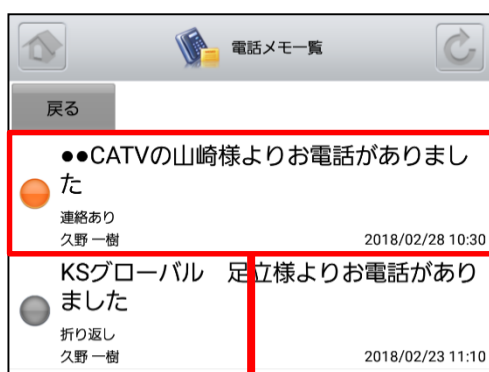 電話メモ一覧
戻る
●●CATVの山崎様よりお電話がありまし
た
連絡あり
久野 一樹
2018/02/28 10:30
KSグローバル　足立様よりお電話があり
ました
折り返し
久野 一樹
2018/02/23 11:10